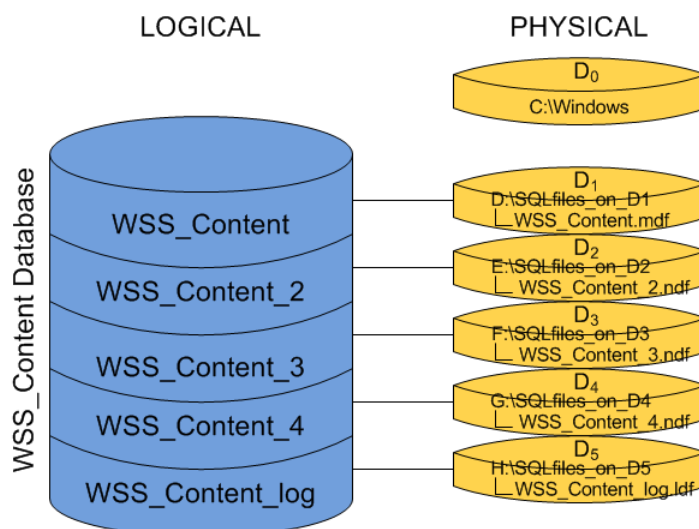 LOGICAL
PHYSICAL
D0
C:\Windows
WSS_Content Database
WSS_Content
WSS_Content_2
WSS_Content_3
WSS_Content_4
WSS_Content_log
D1
D:\SQLfiles_on_D1
WSS_Content.mdf
D2
E:\SQLfiles_on_D2
WSS_Content_2.ndf
D3
F:\SQLfiles_on_D3
WSS_Content_3.ndf
D4
G:\SQLfiles_on_D4
WSS_Content_4.ndf
D5
H:\SQLfiles_on_D5
WSS_Content_log.ldf